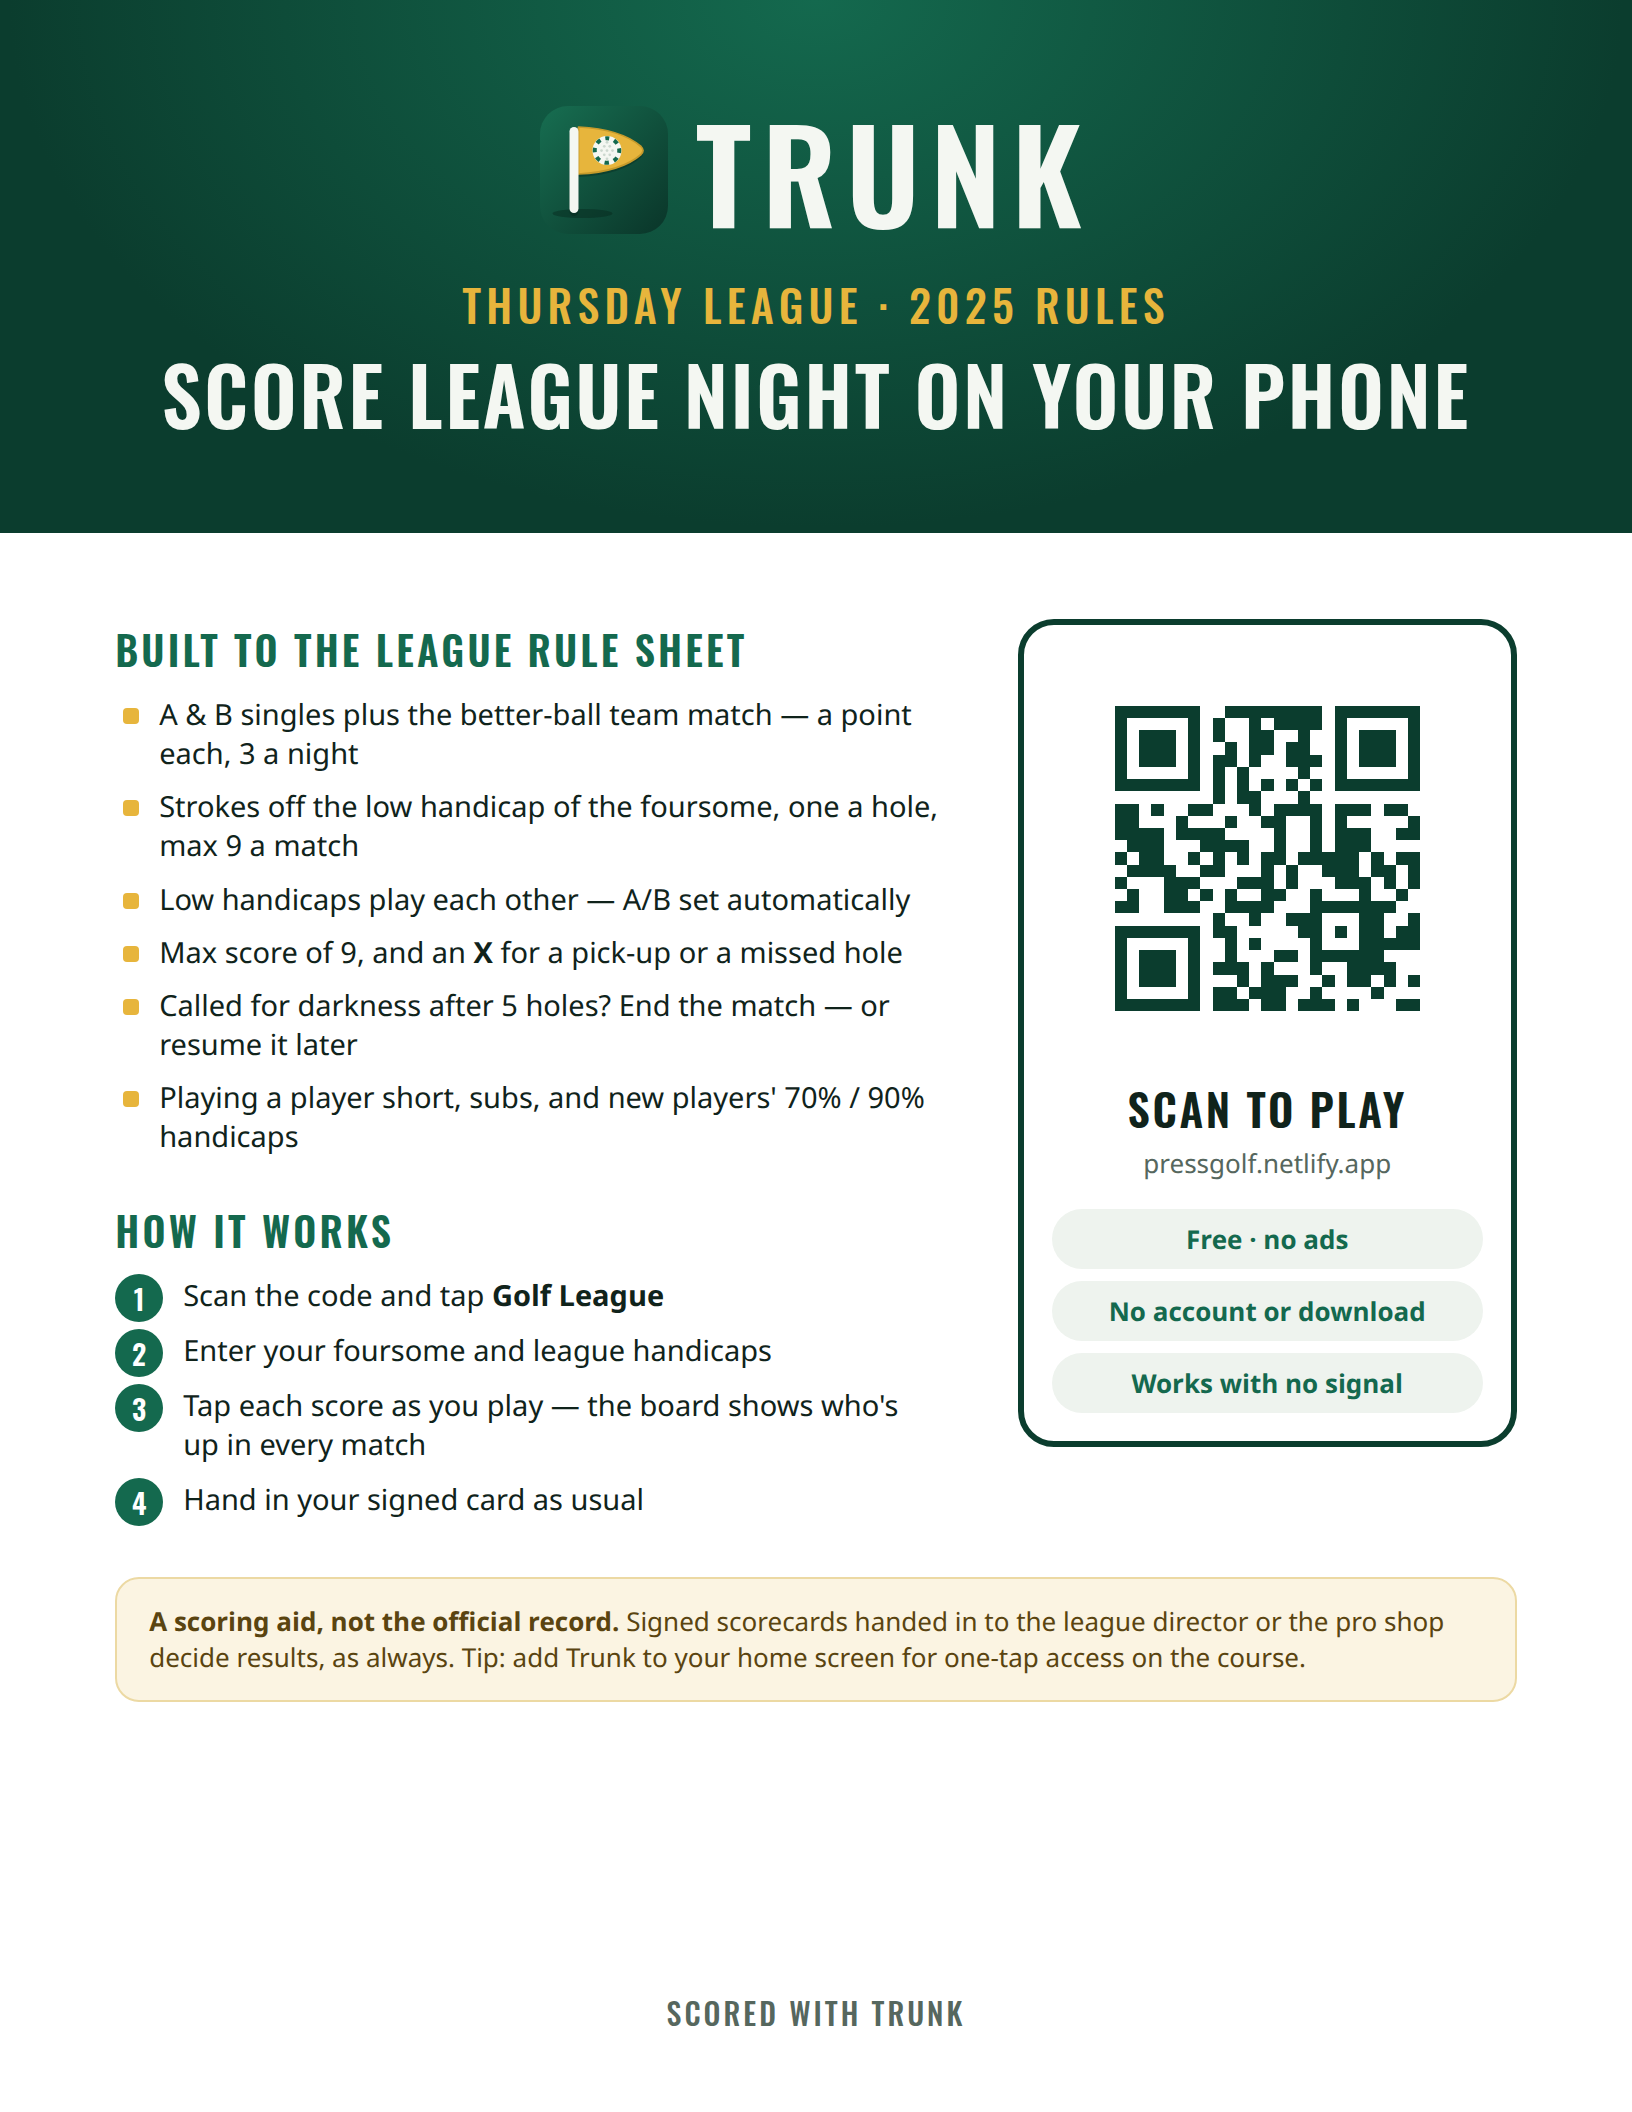 TRUNK
THURSDAY LEAGUE · 2025 RULES
SCORE LEAGUE NIGHT ON YOUR PHONE
BUILT TO THE LEAGUE RULE SHEET
A & B singles plus the better-ball team match — a point
each, 3 a night
Strokes off the low handicap of the foursome, one a hole,
max 9 a match
Low handicaps play each other — A/B set automatically
Max score of 9, and an X for a pick-up or a missed hole
Called for darkness after 5 holes? End the match — or
resume it later
Playing a player short, subs, and new players' 70% / 90%
handicaps
HOW IT WORKS
1 Scan the code and tap Golf League
2 Enter your foursome and league handicaps
3 Tap each score as you play — the board shows who's
up in every match
4 Hand in your signed card as usual
SCAN TO PLAY
pressgolf.netlify.app
Free · no ads
No account or download
Works with no signal
A scoring aid, not the official record. Signed scorecards handed in to the league director or the pro shop
decide results, as always. Tip: add Trunk to your home screen for one-tap access on the course.
SCORED WITH TRUNK